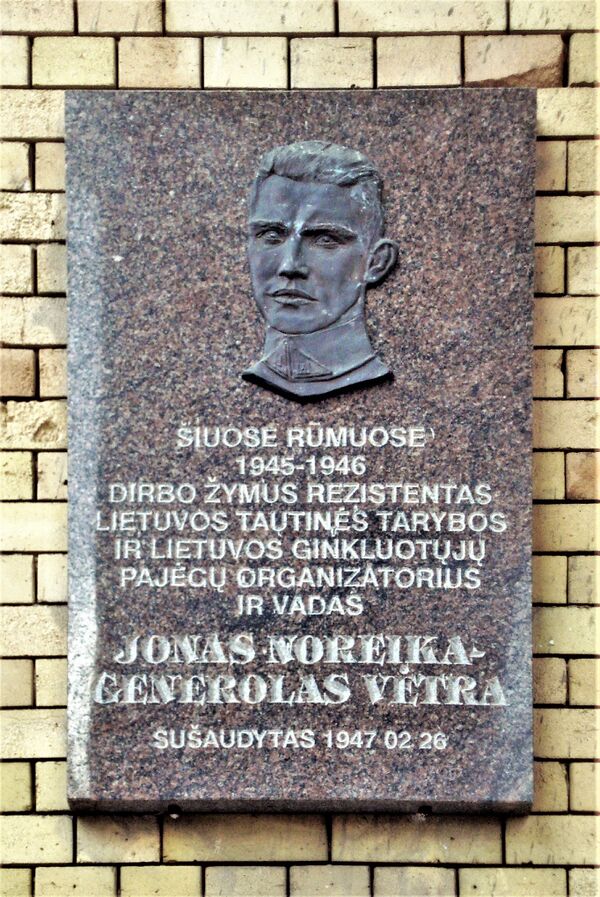 ŠIUOSE RŪMUOSE
1945-1946
DIRBO ŽYMUS REZISTENTAS
LIETUVOS TAUTINĖS TARYBOS
IR LIETUVOS GINKLUOTŲJŲ
PAJĖGŲ ORGANIZATORIUS
IR VADAS
JONAS NOREIKA-
GENEROLAS VĖTRA
SUŠAUDYTAS 1947 02 26